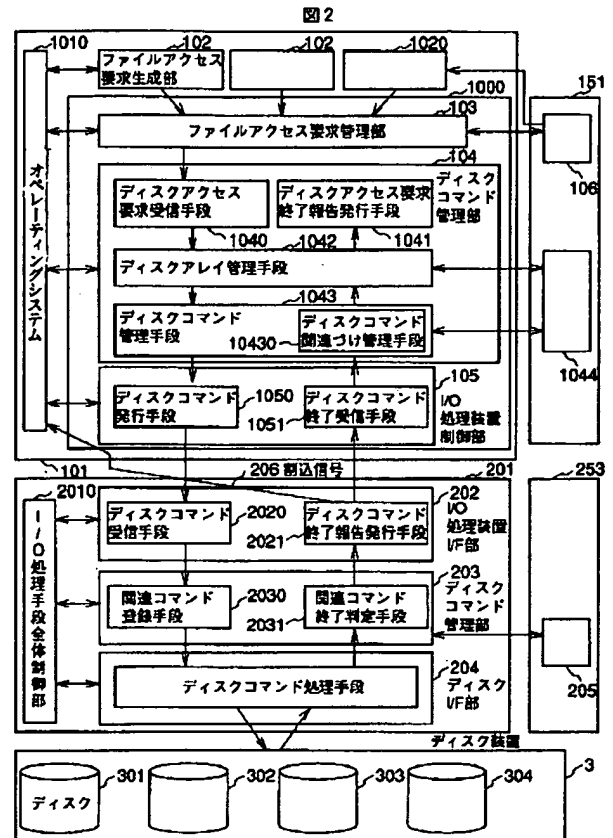 図2
1010
102
102
1020
ファイルアクセス
要求生成部
1000
151
103
ファイルアクセス要求管理部
106
104
ディスクアクセス
要求受信手段
ディスクアクセス要求
終了報告発行手段
ディスク
コマンド
管理部
1040
1042
1041
ディスクアレイ管理手段
1043
ディスクコマンド
管理手段
ディスクコマンド
関連づけ管理手段
10430
1044
オペレーティングシステム
105
ディスクコマンド
発行手段
1050
1051
ディスクコマンド
終了受信手段
I/O
処理装置
制御部
101
206 割込信号
201
253
2010
202
ディスクコマンド
受信手段
2020
2021
ディスクコマンド
終了報告発行手段
I/O
処理装置
I/F部
203
関連コマンド
登録手段
2030
2031
関連コマンド
終了判定手段
ディスク
コマンド
管理部
I/O処理手段全体制御部
204
ディスクコマンド処理手段
ディスク
I/F部
205
ディスク装置
301
302
303
304
3
ディスク